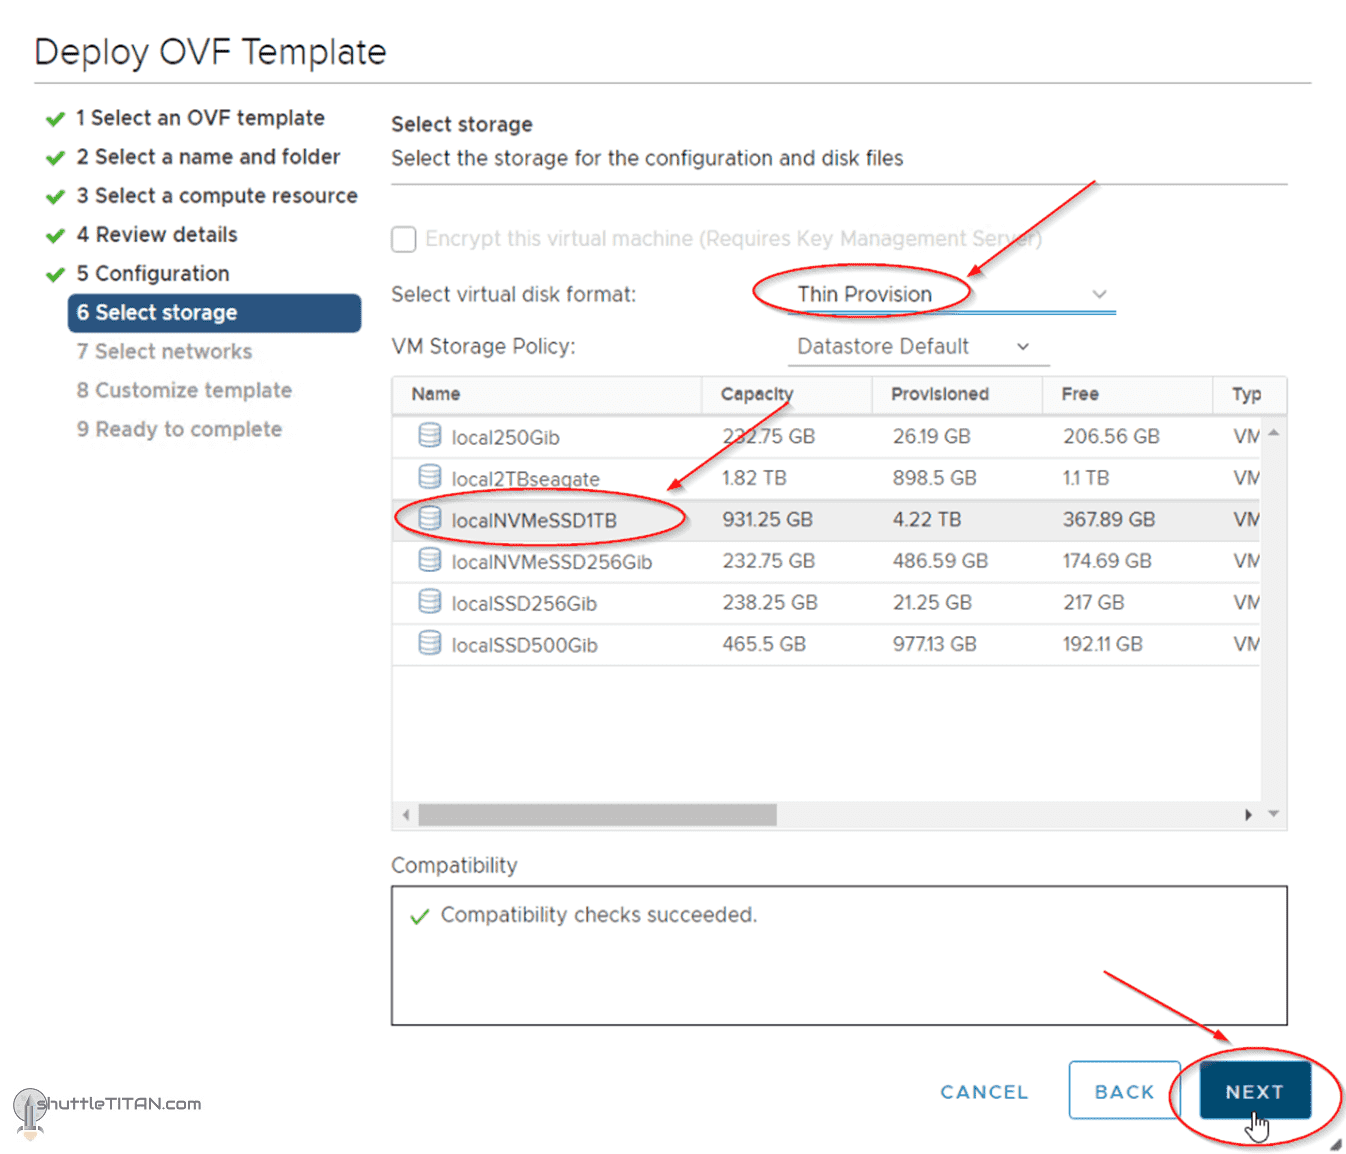 Deploy OVF Template
1 Select an OVF template
2 Select a name and folder
3 Select a compute resource
4 Review details
5 Configuration
6 Select storage
7 Select networks
8 Customize template
9 Ready to complete
Select storage
Select the storage for the configuration and disk files
Encrypt this virtual machine (Requires Key Management Server)
Select virtual disk format: Thin Provision
VM Storage Policy: Datastore Default
Name Capacity Provisioned Free Typ
local250Gib 232.75 GB 26.19 GB 206.56 GB VM
local2TBseagate 1.82 TB 898.5 GB 1.1 TB VM
localNVMeSSD1TB 931.25 GB 4.22 TB 367.89 GB VM
localNVMeSSD256Gib 232.75 GB 486.59 GB 174.69 GB VM
localSSD256Gib 238.25 GB 21.25 GB 217 GB VM
localSSD500Gib 465.5 GB 977.13 GB 192.11 GB VM
Compatibility
Compatibility checks succeeded.
CANCEL BACK NEXT
shuttleTITAN.com